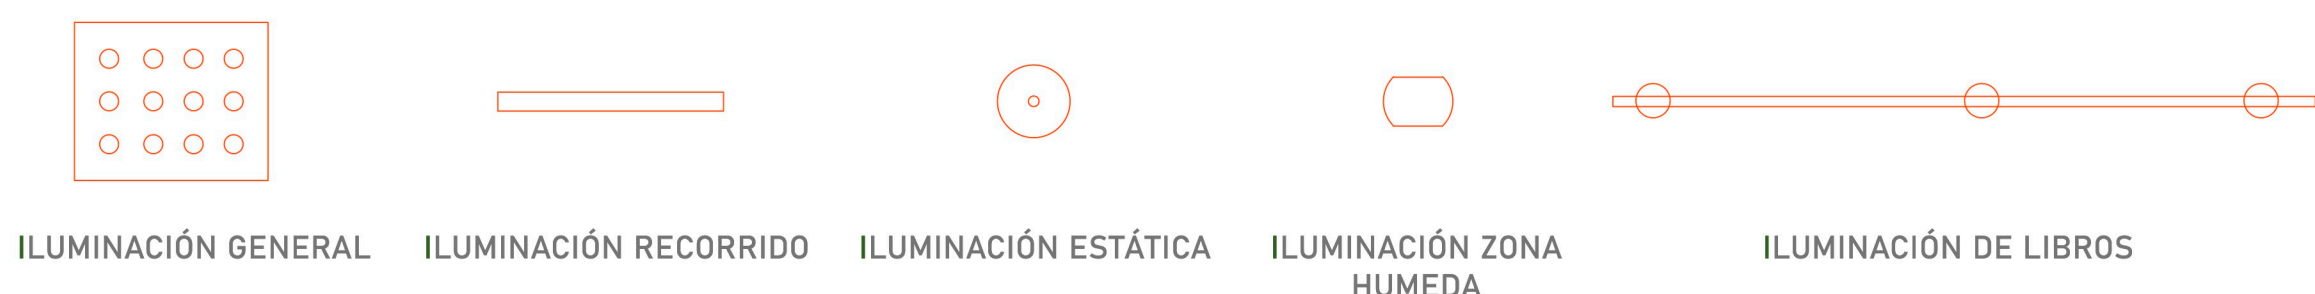 ILUMINACIÓN GENERAL
ILUMINACIÓN RECORRIDO
ILUMINACIÓN ESTÁTICA
ILUMINACIÓN ZONA
HUMEDA
ILUMINACIÓN DE LIBROS